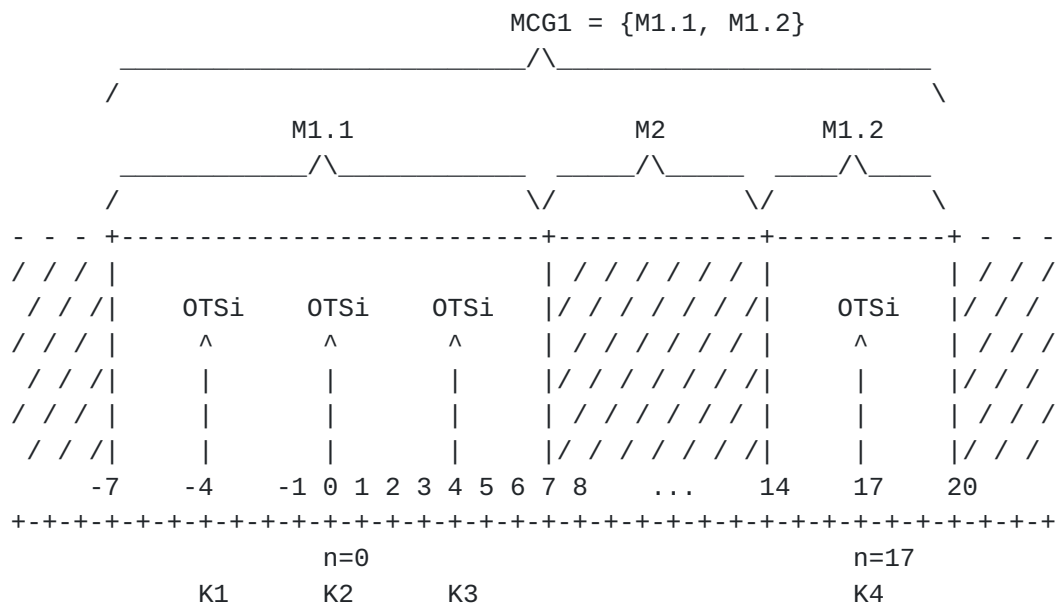 MCG1 = {M1.1, M1.2}
M1.1 M2 M1.2
OTSi OTSi OTSi OTSi
-7 -4 -1 0 1 2 3 4 5 6 7 8 ... 14 17 20
n=0 n=17
K1 K2 K3 K4